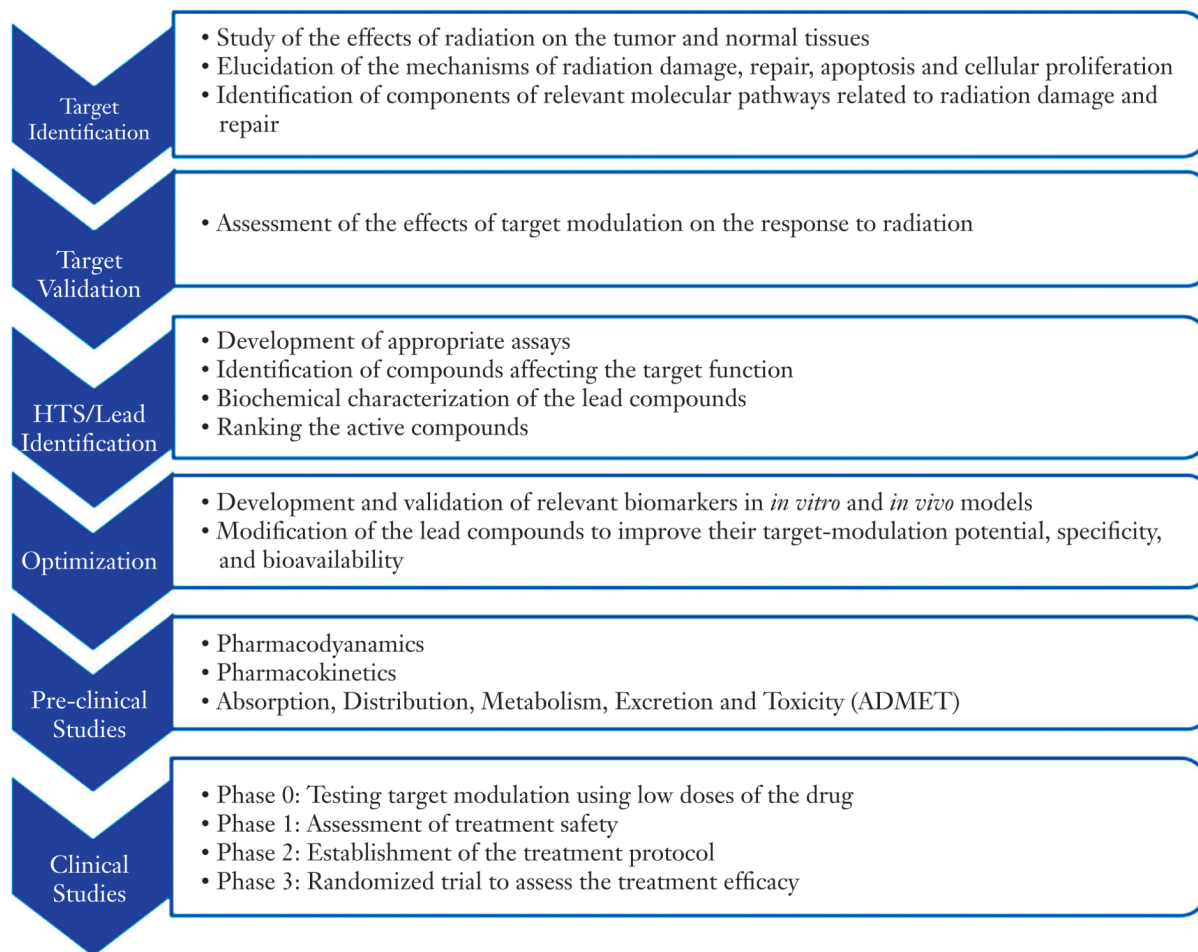 Target
Identification
• Study of the effects of radiation on the tumor and normal tissues
• Elucidation of the mechanisms of radiation damage, repair, apoptosis and cellular proliferation
• Identification of components of relevant molecular pathways related to radiation damage and
repair
Target
Validation
• Assessment of the effects of target modulation on the response to radiation
HTS/Lead
Identification
• Development of appropriate assays
• Identification of compounds affecting the target function
• Biochemical characterization of the lead compounds
• Ranking the active compounds
Optimization
• Development and validation of relevant biomarkers in in vitro and in vivo models
• Modification of the lead compounds to improve their target-modulation potential, specificity,
and bioavailability
Pre-clinical
Studies
• Pharmacodyanamics
• Pharmacokinetics
• Absorption, Distribution, Metabolism, Excretion and Toxicity (ADMET)
Clinical
Studies
• Phase 0: Testing target modulation using low doses of the drug
• Phase 1: Assessment of treatment safety
• Phase 2: Establishment of the treatment protocol
• Phase 3: Randomized trial to assess the treatment efficacy